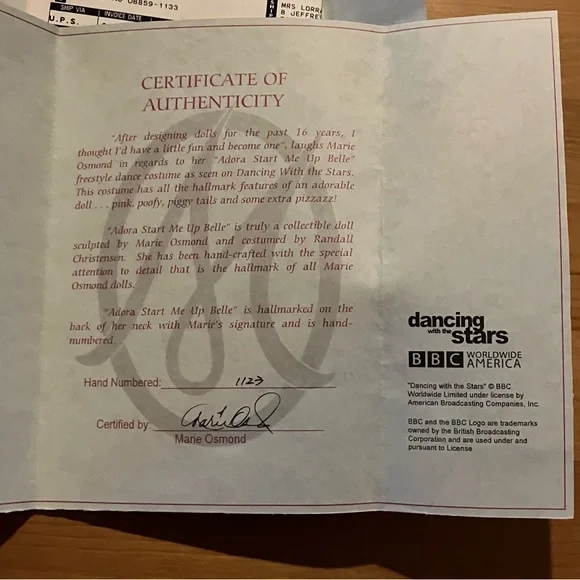 NO 08859-1133
SHIP VIA INVOICE DATE
U.P.S.
MRS LORR
& JEFFRE
CERTIFICATE OF
AUTHENTICITY
"After designing dolls for the past 16 years, I
thought I'd have a little fun and become one", laughs Marie
Osmond in regards to her "Adora Start Me Up Belle"
freestyle dance costume as seen on Dancing With the Stars.
This costume has all the hallmark features of an adorable
doll . . . pink, poofy, piggy tails and some extra pizzazz!
"Adora Start Me Up Belle" is truly a collectible doll
sculpted by Marie Osmond and costumed by Randall
Christensen. She has been hand-crafted with the special
attention to detail that is the hallmark of all Marie
Osmond dolls.
"Adora Start Me Up Belle" is hallmarked on the
back of her neck with Marie's signature and is hand-
numbered.
Hand Numbered: 1123
Certified by:
Marie Osmond
dancing
with the
stars
BBC WORLDWIDE
AMERICA
"Dancing with the Stars" © BBC
Worldwide Limited under license by
American Broadcasting Companies, Inc.
BBC and the BBC Logo are trademarks
owned by the British Broadcasting
Corporation and are used under and
pursuant to License